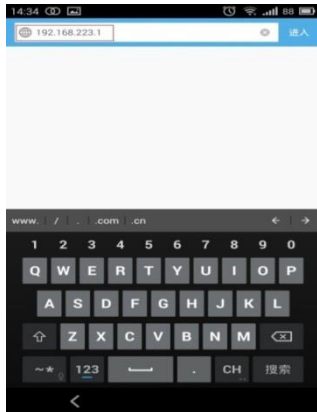 14:34 88
192.168.223.1 进入
www. / . .com .cn
1 2 3 4 5 6 7 8 9 0
Q W E R T Y U I O P
A S D F G H J K L
Z X C V B N M
~* 123 . CH 搜索